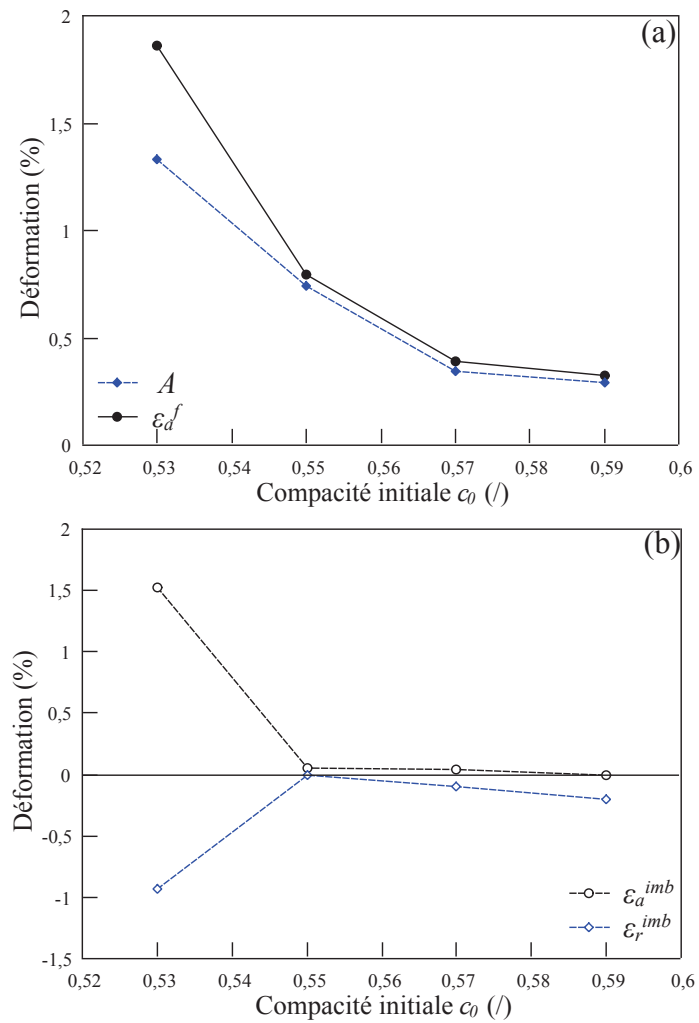 (a)
2
1,5
1
0,5
0
Déformation (%)
A
εₐᶠ
0,52 0,53 0,54 0,55 0,56 0,57 0,58 0,59 0,6
Compacité initiale c₀ (/)
(b)
2
1,5
1
0,5
0
-0,5
-1
-1,5
Déformation (%)
εₐⁱᵐᵇ
εᵣⁱᵐᵇ
0,52 0,53 0,54 0,55 0,56 0,57 0,58 0,59 0,6
Compacité initiale c₀ (/)